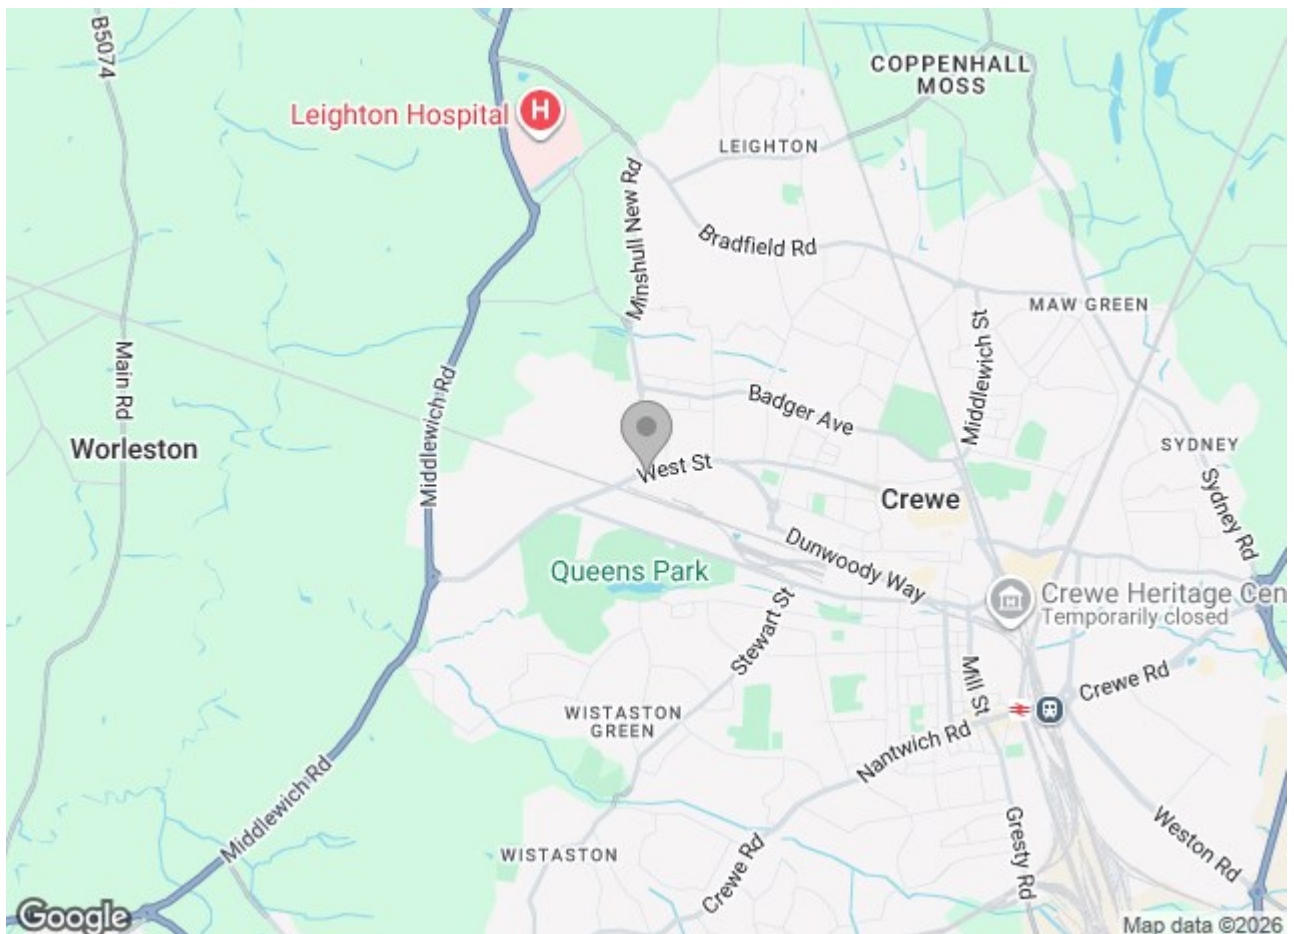 B5074
COPPENHALL
MOSS
Leighton Hospital
H
LEIGHTON
Minshull New Rd
Bradfield Rd
MAW GREEN
Middlewich St
Main Rd
Middlewich Rd
Badger Ave
Worleston
SYDNEY
West St
Sydney Rd
Crewe
Dunwoody Way
Queens Park
Crewe Heritage Cen
Temporarily closed
Stewart St
Mill St
Crewe Rd
WISTASTON
GREEN
Nantwich Rd
Middlewich Rd
Weston Rd
Gresty Rd
WISTASTON
Crewe Rd
Google
Map data ©2026